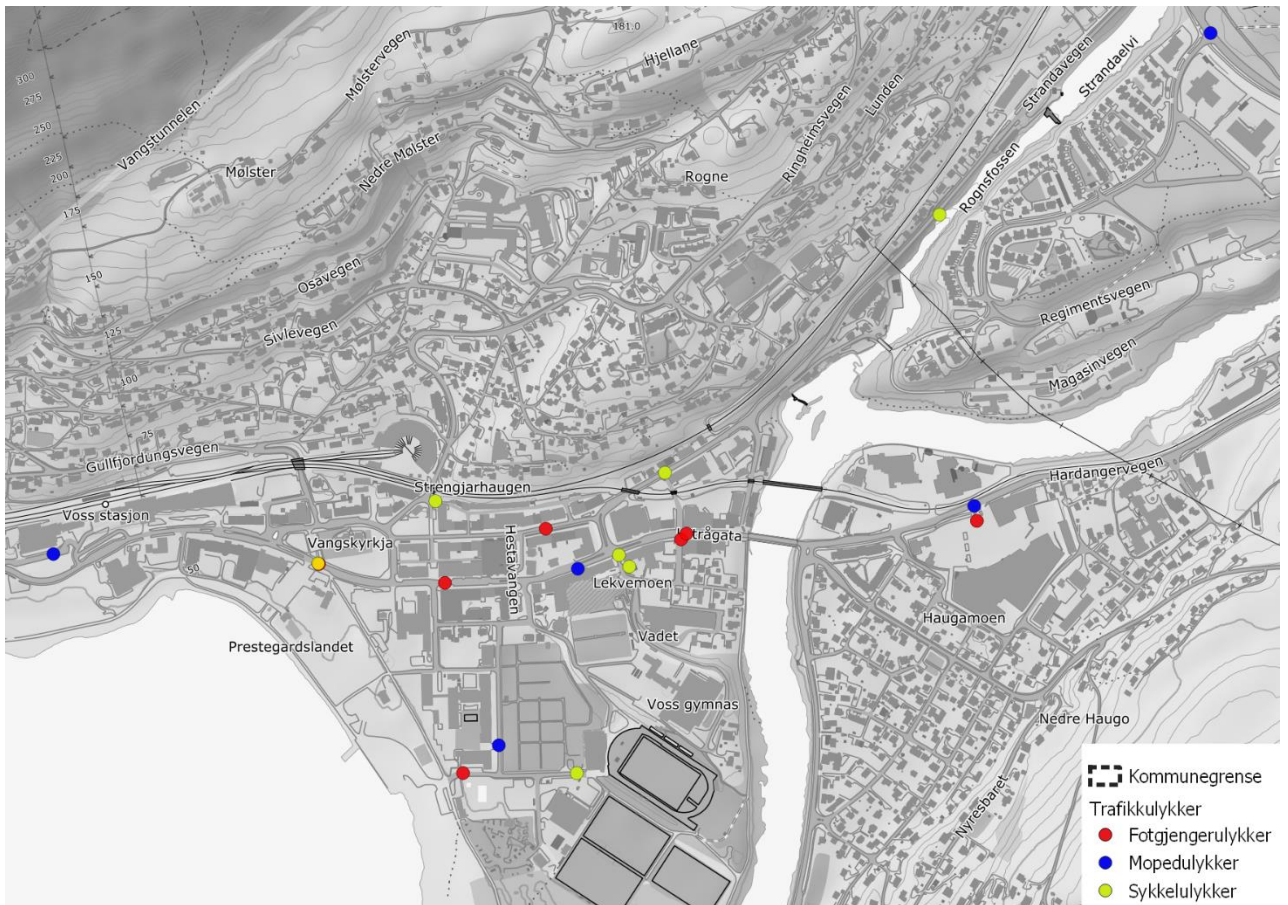 181.0
Hjellane
Mølstervegen
Strandavegen
Strandaelvi
300
275
250
225
200
175
150
125
100
75
50
Vangstunnelen
Lunden
Ringheimsvegen
Nedre Mølster
Mølster
Rogne
Rognsfossen
Osavegen
Sivlevegen
Regimentsvegen
Magasinvegen
Gullfjordungsvegen
Hardangervegen
Strengjarhaugen
Voss stasjon
Vangskyrkja
Hestavangen
Lekvemoen
Haugamoen
Prestegardslandet
Vadet
Voss gymnas
Nedre Haugo
Nyresbaret
Kommunegrense
Trafikkulykker
Fotgjengerulykker
Mopedulykker
Sykkelulykker